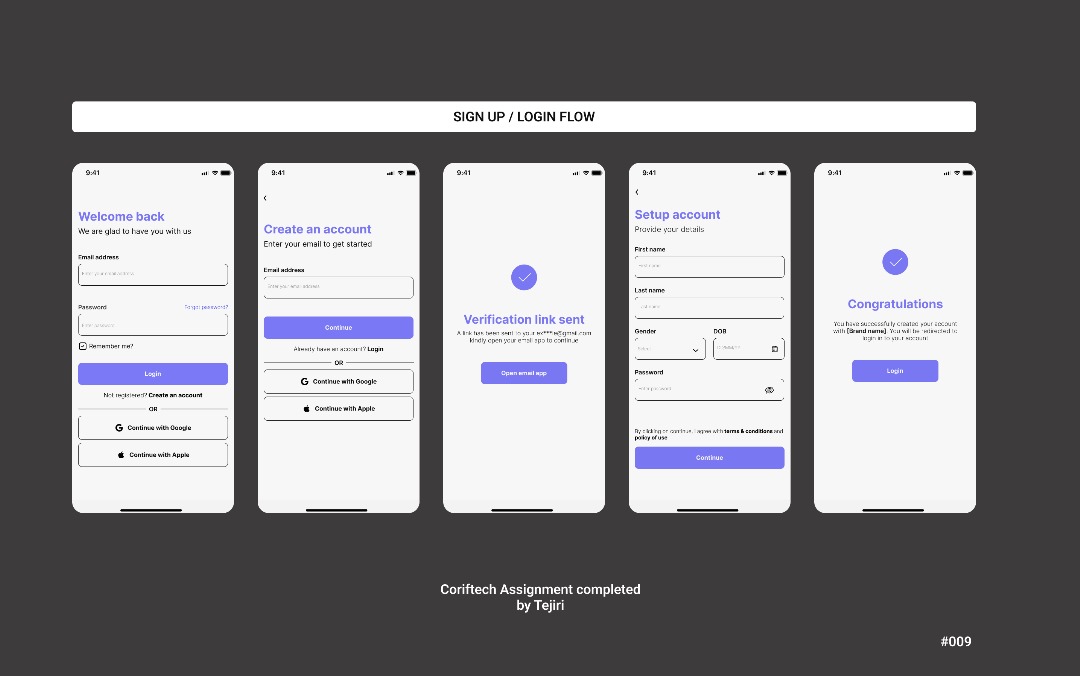 SIGN UP / LOGIN FLOW
9:41
Welcome back
We are glad to have you with us
Email address
Enter your email address
Password
Forgot password?
Enter password
Remember me?
Login
Not registered? Create an account
OR
Continue with Google
Continue with Apple
9:41
Create an account
Enter your email to get started
Email address
Enter your email address
Continue
Already have an account? Login
OR
Continue with Google
Continue with Apple
9:41
Verification link sent
A link has been sent to your ex***le@gmail.com
kindly open your email app to continue
Open email app
9:41
Setup account
Provide your details
First name
First name
Last name
Last name
Gender
DOB
Select
Password
Enter password
By clicking on continue, I agree with terms & conditions and
policy of use
Continue
9:41
Congratulations
You have successfully created your account
with [Brand name]. You will be redirected to
login in to your account
Login
Coriftech Assignment completed
by Tejiri
#009